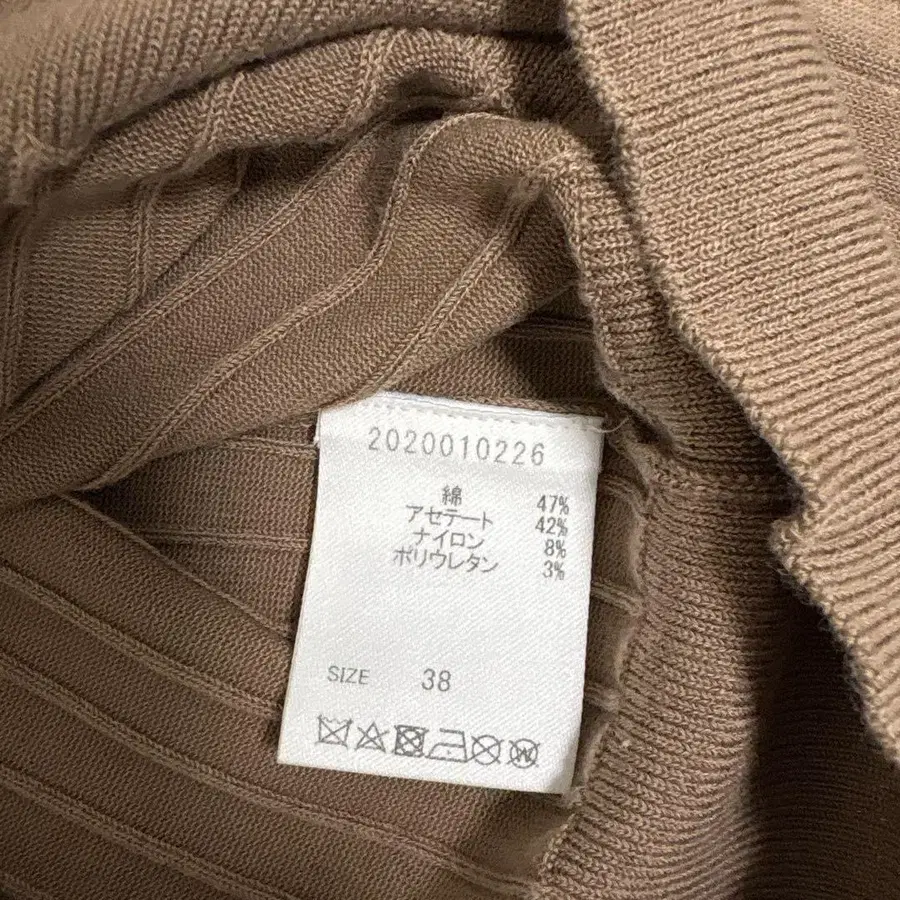 2020010226
綿 47%
アセテート 42%
ナイロン 8%
ポリウレタン 3%
SIZE 38
W